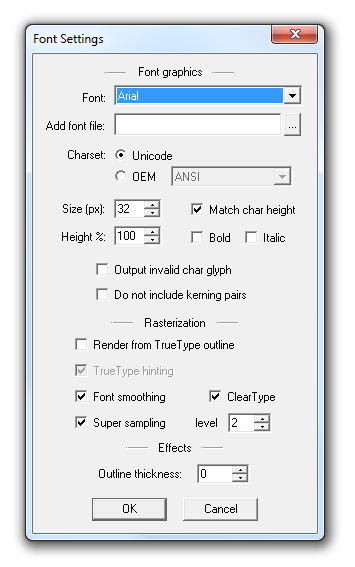 Font Settings
Font graphics
Font: Arial
Add font file: ...
Charset: Unicode
OEM ANSI
Size (px): 32 Match char height
Height %: 100 Bold Italic
Output invalid char glyph
Do not include kerning pairs
Rasterization
Render from TrueType outline
TrueType hinting
Font smoothing ClearType
Super sampling level 2
Effects
Outline thickness: 0
OK Cancel